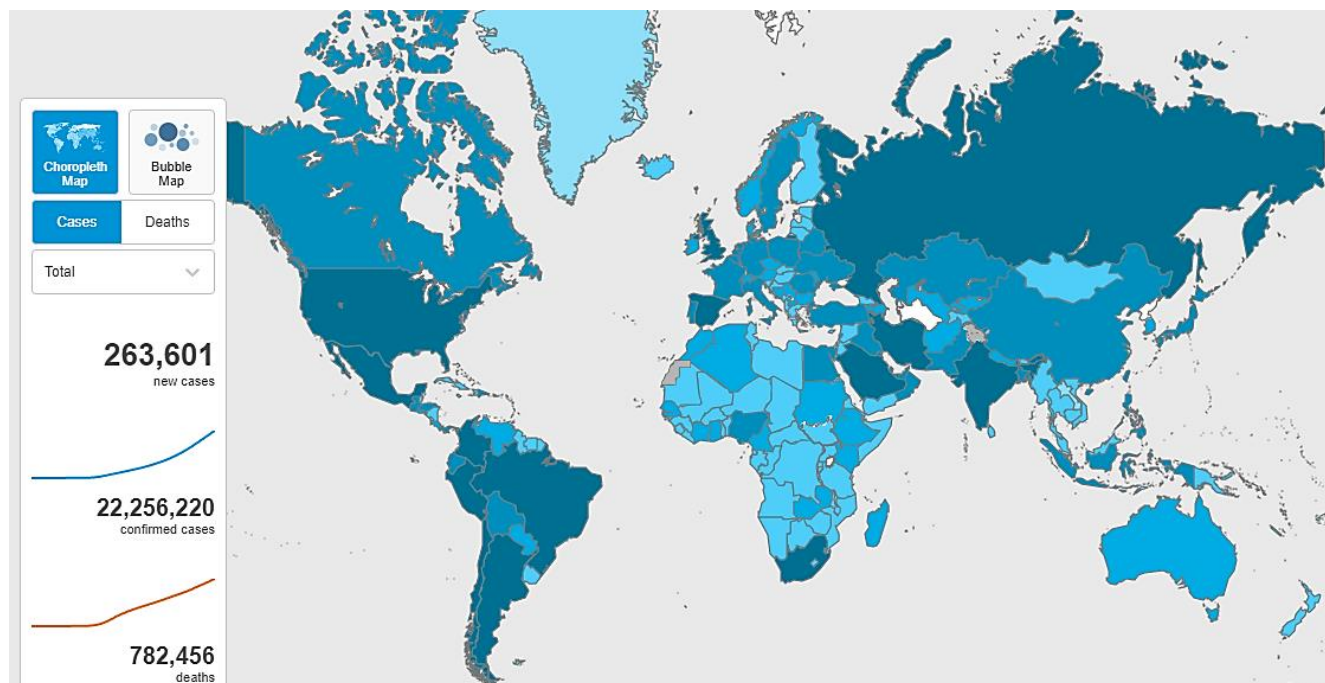 Choropleth
Map
Bubble
Map
Cases
Deaths
Total
263,601
new cases
22,256,220
confirmed cases
782,456
deaths